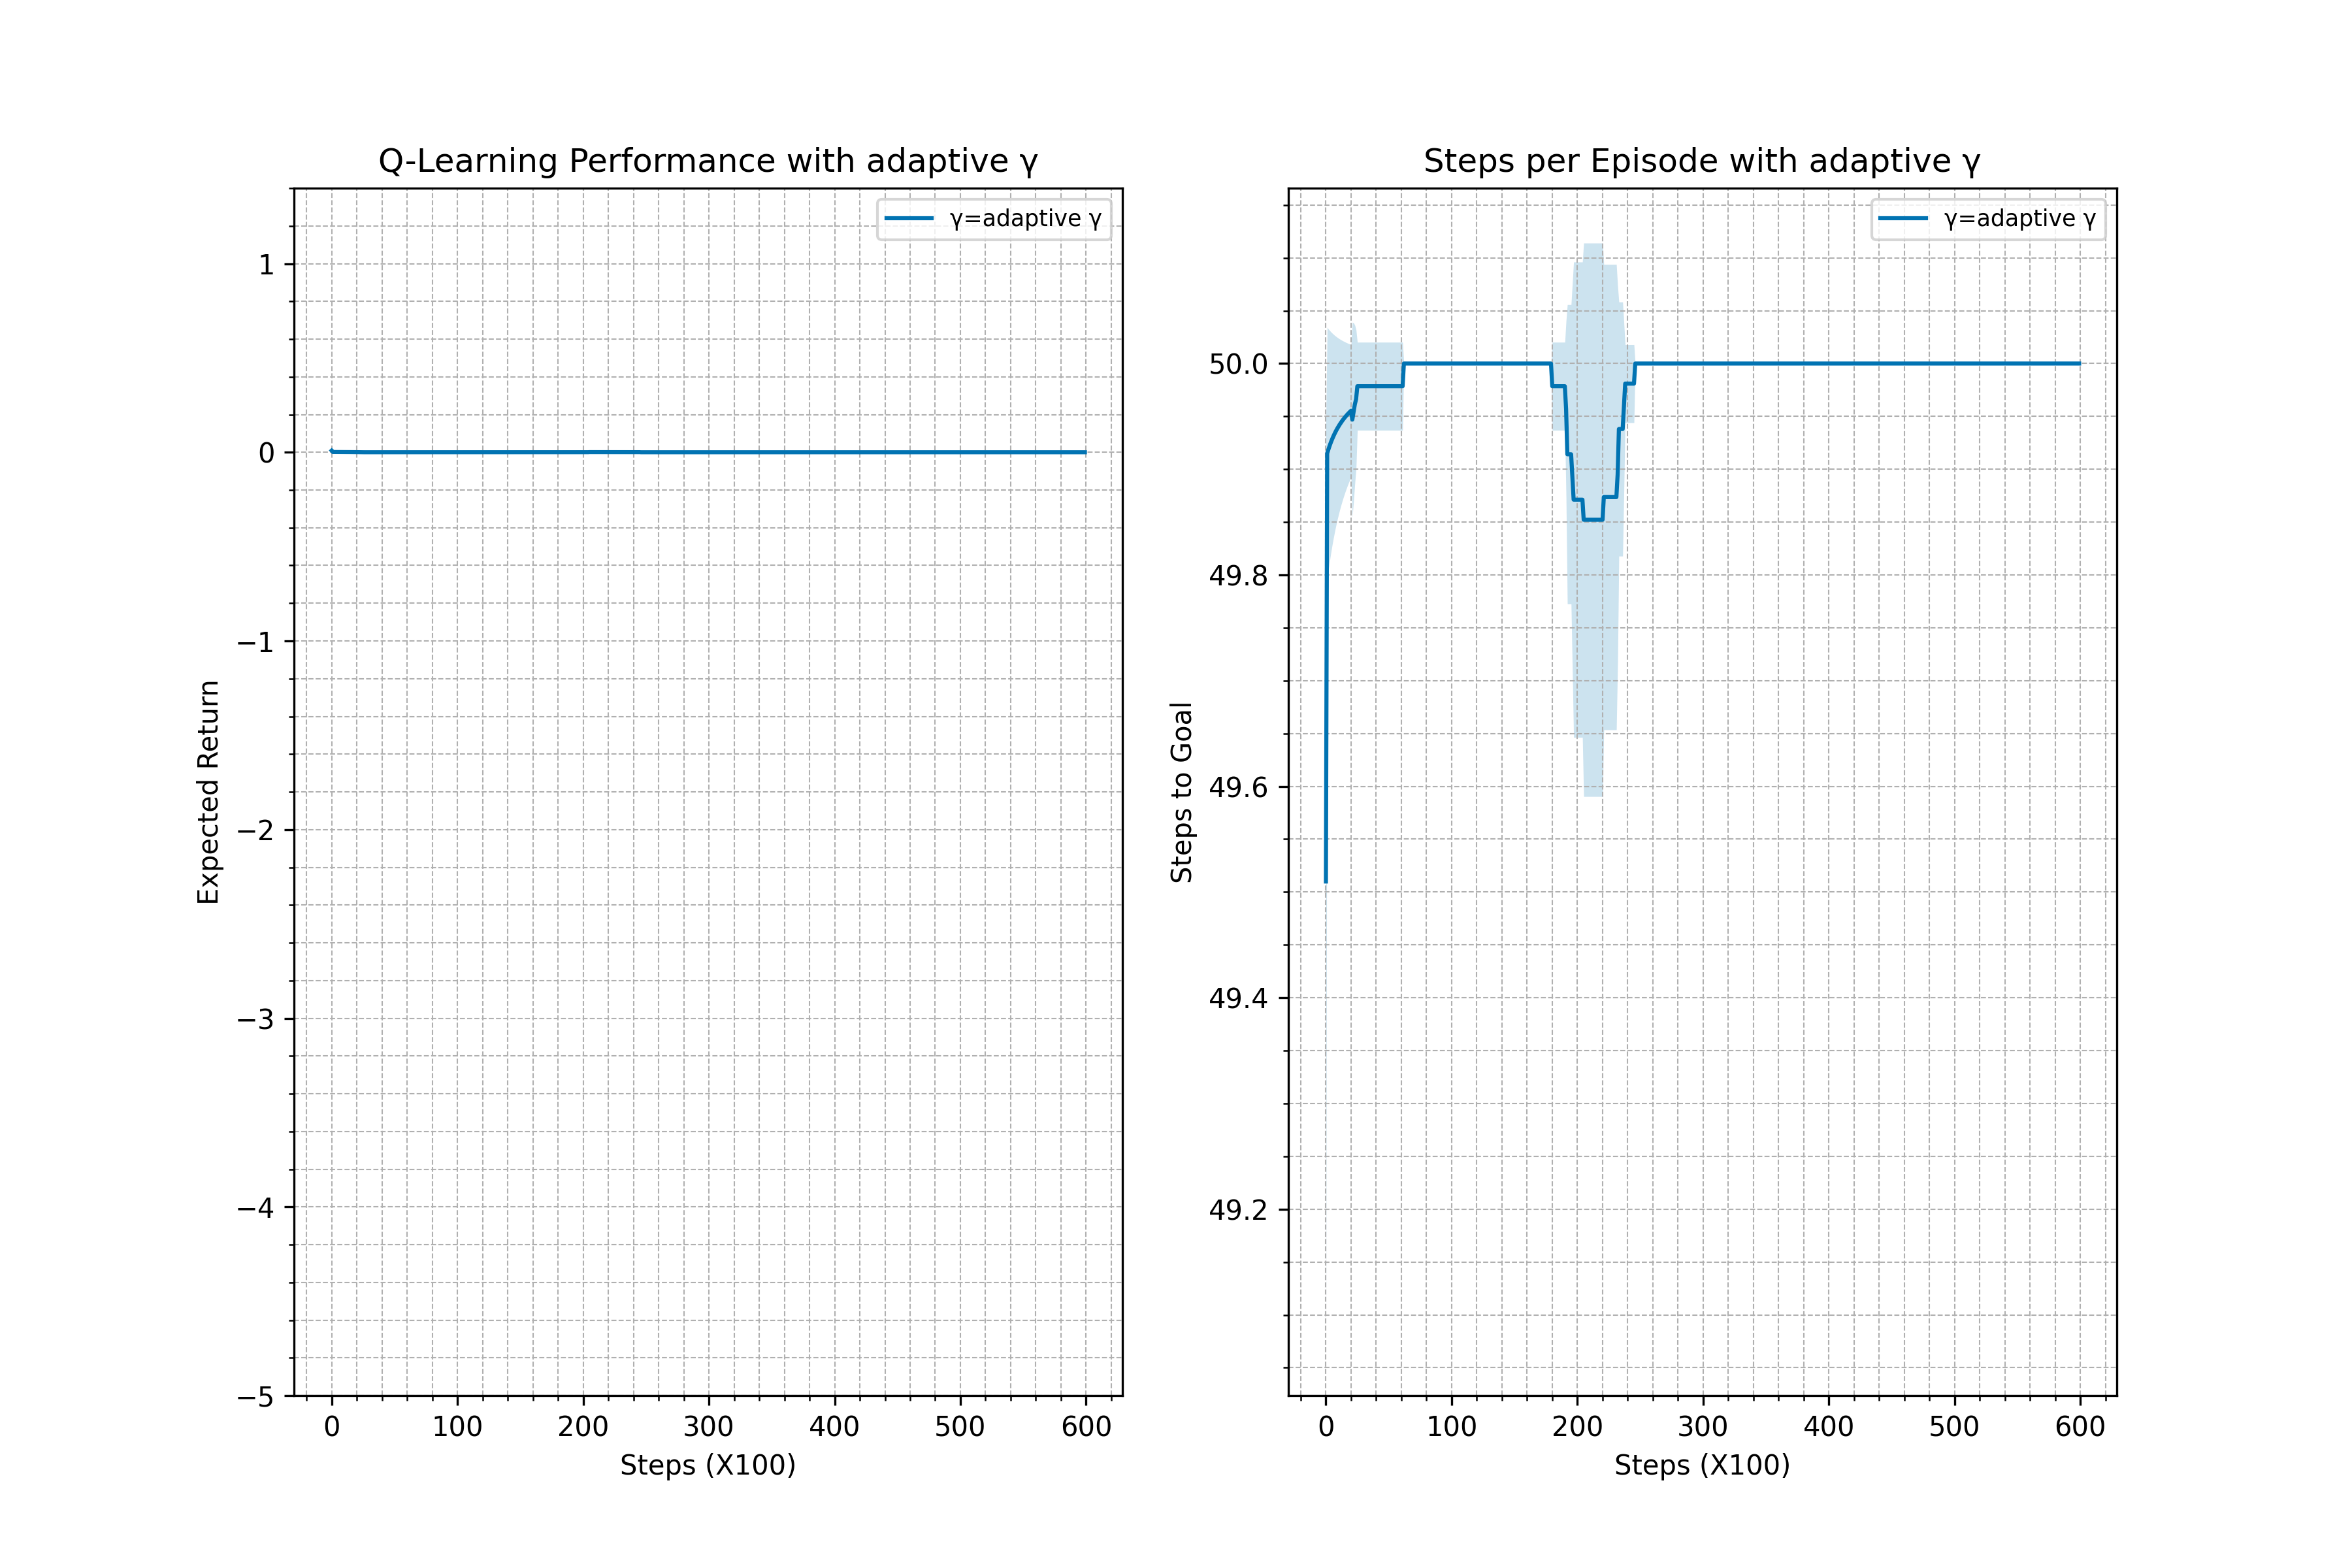 Q-Learning Performance with adaptive γ
γ=adaptive γ
1
0
−1
−2
−3
−4
−5
Expected Return
0 100 200 300 400 500 600
Steps (X100)
Steps per Episode with adaptive γ
γ=adaptive γ
50.0
49.8
49.6
49.4
49.2
Steps to Goal
0 100 200 300 400 500 600
Steps (X100)